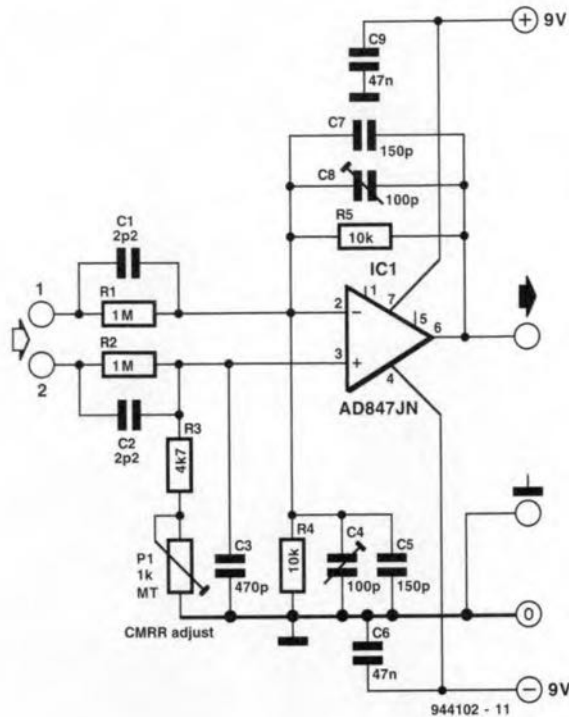 + 9V
C9
47n
C7
150p
C8
100p
R5
10k
C1
2p2
IC1
1
R1
1M
2
−
1
7
5
6
R2
1M
3
+
4
2
AD847JN
C2
2p2
R3
4k7
P1
1k
MT
C3
470p
R4
10k
C4
100p
C5
150p
0
CMRR adjust
C6
47n
− 9V
944102 - 11